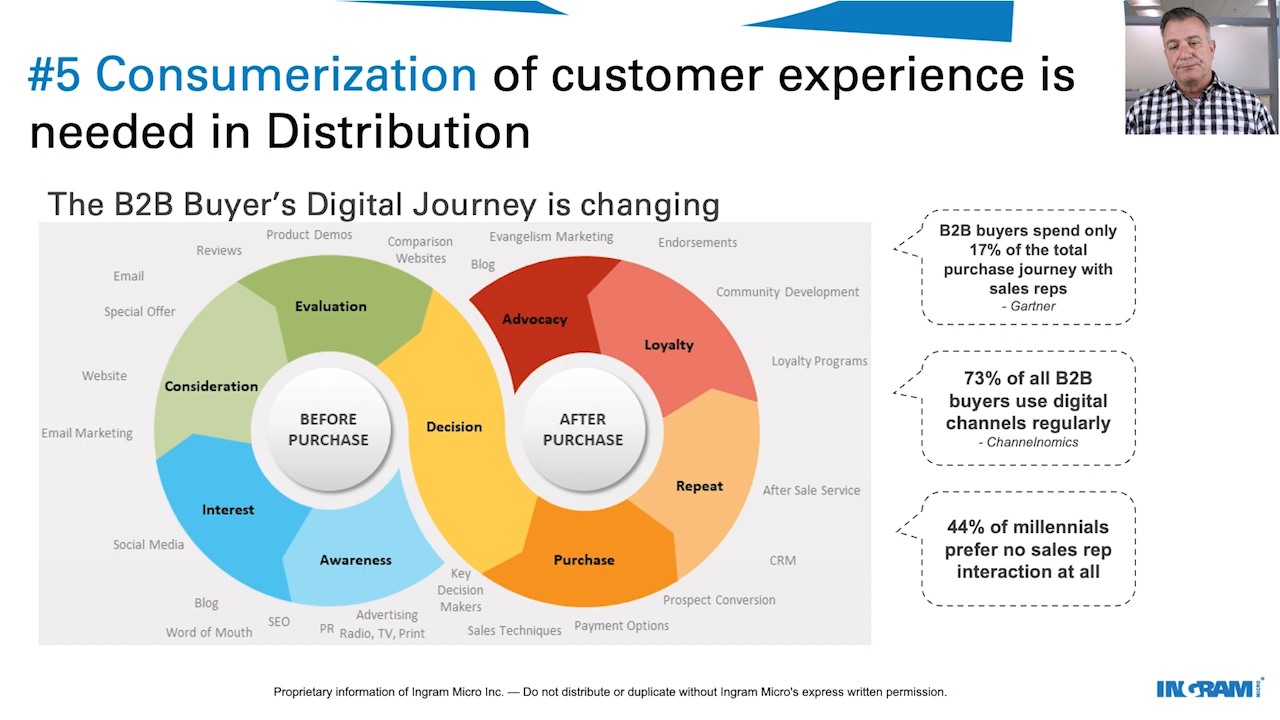 #5 Consumerization of customer experience is
needed in Distribution
The B2B Buyer's Digital Journey is changing
Product Demos
Reviews
Comparison
Websites
Email
Special Offer
Website
Email Marketing
Social Media
Blog
Word of Mouth
SEO
PR
Advertising
Radio, TV, Print
Evaluation
Consideration
Interest
Awareness
BEFORE
PURCHASE
Decision
Key
Decision
Makers
Evangelism Marketing
Blog
Endorsements
Community Development
Loyalty Programs
After Sale Service
CRM
Prospect Conversion
Payment Options
Sales Techniques
Advocacy
Loyalty
Repeat
Purchase
AFTER
PURCHASE
B2B buyers spend only
17% of the total
purchase journey with
sales reps
- Gartner
73% of all B2B
buyers use digital
channels regularly
- Channelnomics
44% of millennials
prefer no sales rep
interaction at all
Proprietary information of Ingram Micro Inc. — Do not distribute or duplicate without Ingram Micro's express written permission.
INGRAM MICRO®